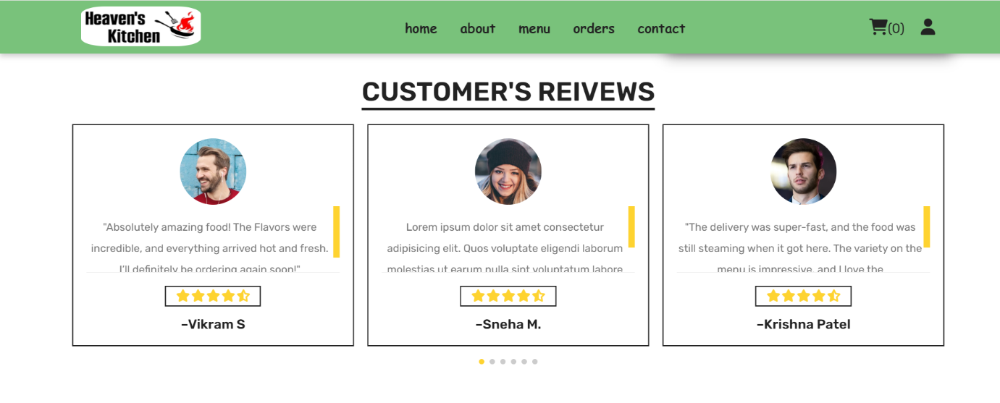 Heaven's
Kitchen
home about menu orders contact
(0)
CUSTOMER'S REIVEWS
"Absolutely amazing food! The Flavors were
incredible, and everything arrived hot and fresh.
I'll definitely be ordering again soon!"
–Vikram S
Lorem ipsum dolor sit amet consectetur
adipisicing elit. Quos voluptate eligendi laborum
molestias ut earum nulla sint voluptatum labore
–Sneha M.
"The delivery was super-fast, and the food was
still steaming when it got here. The variety on the
menu is impressive, and I love the
–Krishna Patel